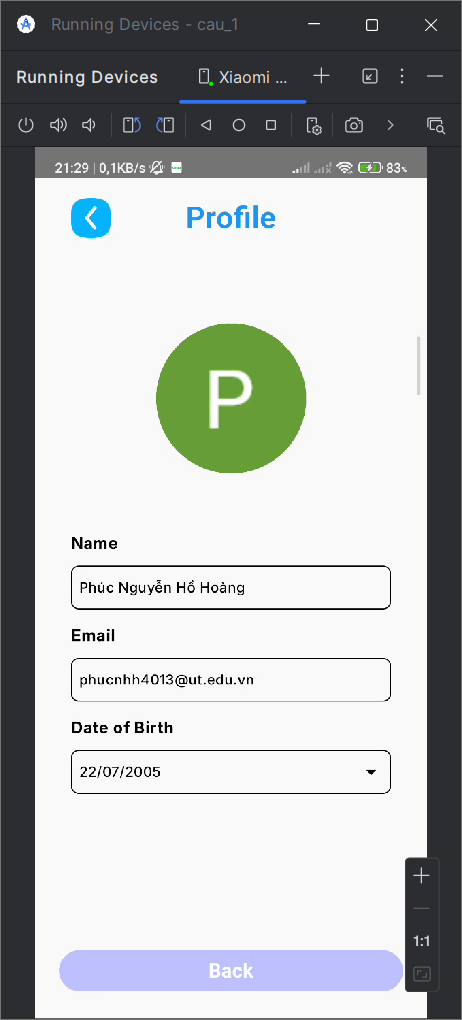 Running Devices - cau_1
Running Devices
Xiaomi ...
21:29 | 0,1KB/s
83%
Profile
P
Name
Phúc Nguyễn Hồ Hoàng
Email
phucnhh4013@ut.edu.vn
Date of Birth
22/07/2005
1:1
Back